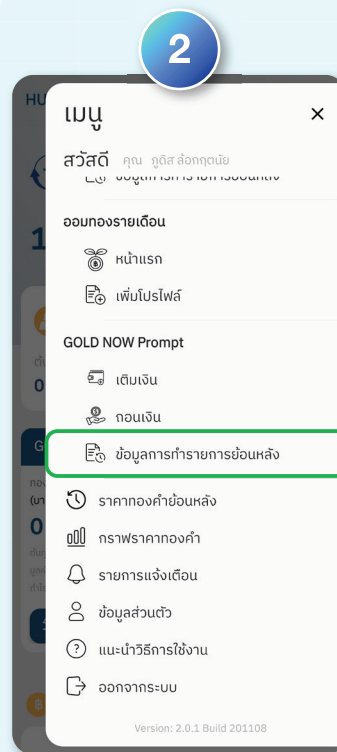 2
HU
เมนู
สวัสดี คุณ ภูดิส ล้อกฤตนัย
ออมทองรายเดือน
หน้าแรก
เพิ่มโปรไฟล์
GOLD NOW Prompt
เติมเงิน
ถอนเงิน
ข้อมูลการทำรายการย้อนหลัง
ราคาทองคำย้อนหลัง
กราฟราคาทองคำ
รายการแจ้งเตือน
ข้อมูลส่วนตัว
แนะนำวิธีการใช้งาน
ออกจากระบบ
Version: 2.0.1 Build 201108